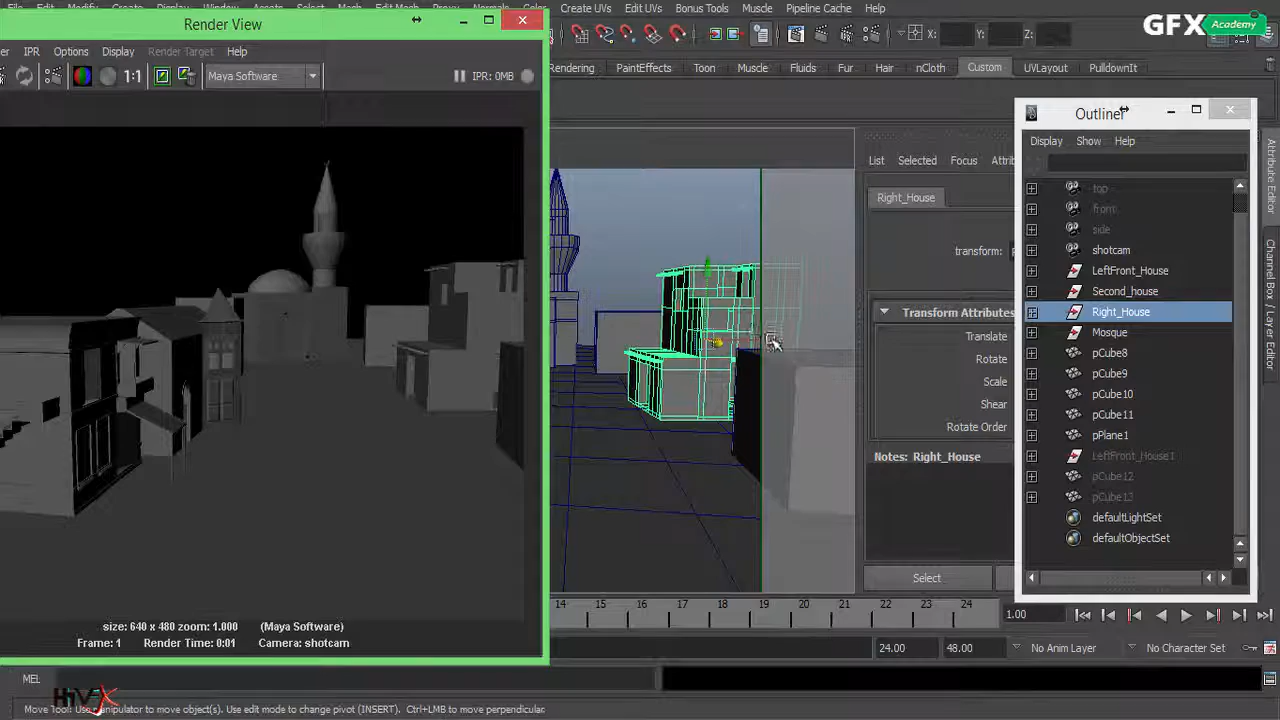 Create UVs Edit UVs Bonus Tools Muscle Pipeline Cache Help
Render View
GFX Academy
X: Y: Z:
IPR Options Display Render Target Help
Rendering PaintEffects Toon Muscle Fluids Fur Hair nCloth Custom UVLayout PulldownIt
1:1 Maya Software IPR: 0MB
Outliner
Display Show Help
List Selected Focus
Right_House
transform:
Transform Attributes
Translate
Rotate
Scale
Shear
Rotate Order
Notes: Right_House
Select
top
front
side
shotcam
LeftFront_House
Second_house
Right_House
Mosque
pCube8
pCube9
pCube10
pCube11
pPlane1
LeftFront_House1
pCube12
pCube13
defaultLightSet
defaultObjectSet
Attribute Editor
Channel Box / Layer Editor
size: 640 x 480 zoom: 1.000 (Maya Software)
Frame: 1 Render Time: 0:01 Camera: shotcam
14 15 16 17 18 19 20 21 22 23 24
1.00
24.00 48.00 No Anim Layer No Character Set
MEL
HiVFX
Move Tool: Use manipulator to move object(s). Use edit mode to change pivot (INSERT). Ctrl+LMB to move perpendicular.